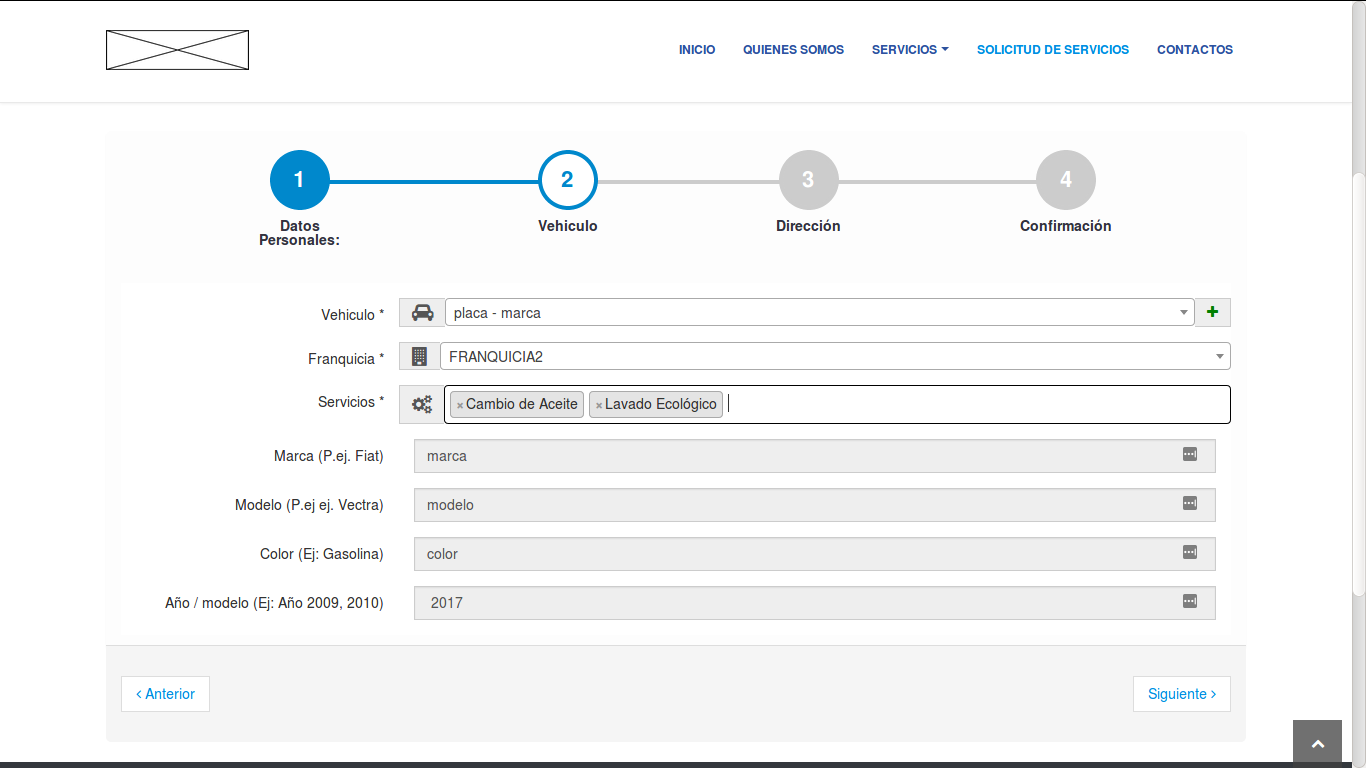 INICIO QUIENES SOMOS SERVICIOS SOLICITUD DE SERVICIOS CONTACTOS
1 2 3 4
Datos Personales: Vehiculo Dirección Confirmación
Vehiculo * placa - marca
Franquicia * FRANQUICIA2
Servicios * × Cambio de Aceite × Lavado Ecológico
Marca (P.ej. Fiat) marca
Modelo (P.ej ej. Vectra) modelo
Color (Ej: Gasolina) color
Año / modelo (Ej: Año 2009, 2010) 2017
‹ Anterior Siguiente ›